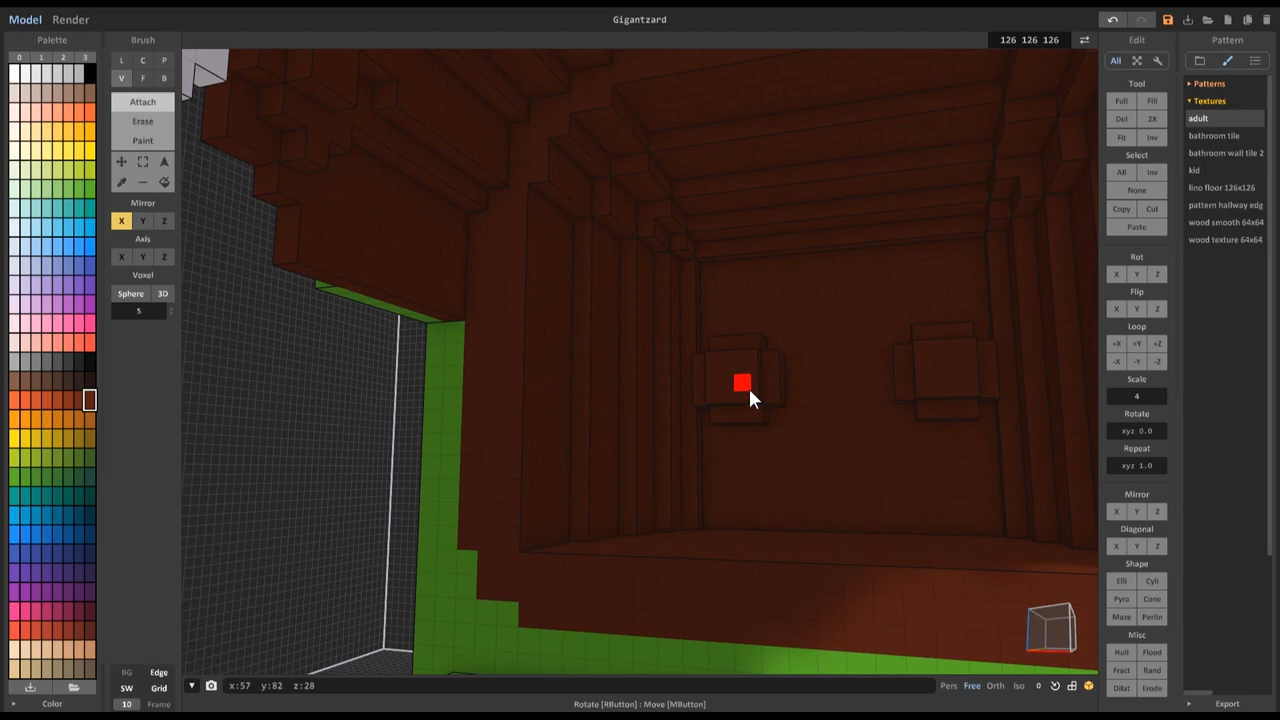 Model Render
Gigantzard
Palette
Brush
126 126 126
Edit
Pattern
0 1 2 3
L C P
V F B
Attach
Erase
Paint
Mirror
X Y Z
Axis
X Y Z
Voxel
Sphere 3D
5
BG Edge
SW Grid
10 Frame
Color
All
Tool
Full Fill
Del 2X
Fit Inv
Select
All Inv
None
Copy Cut
Paste
Rot
X Y Z
Flip
X Y Z
Loop
+X +Y +Z
-X -Y -Z
Scale
4
Rotate
xyz 0.0
Repeat
xyz 1.0
Mirror
X Y Z
Diagonal
X Y Z
Shape
Elli Cyli
Pyra Cone
Maze Perlin
Misc
Hull Flood
Fract Rand
Dilat Erode
Patterns
Textures
adult
bathroom tile
bathroom wall tile 2
kid
lino floor 126x126
pattern hallway edg
wood smooth 64x64
wood texture 64x64
Export
x:57 y:82 z:28
Pers Free Orth Iso 0
Rotate [RButton] : Move [MButton]